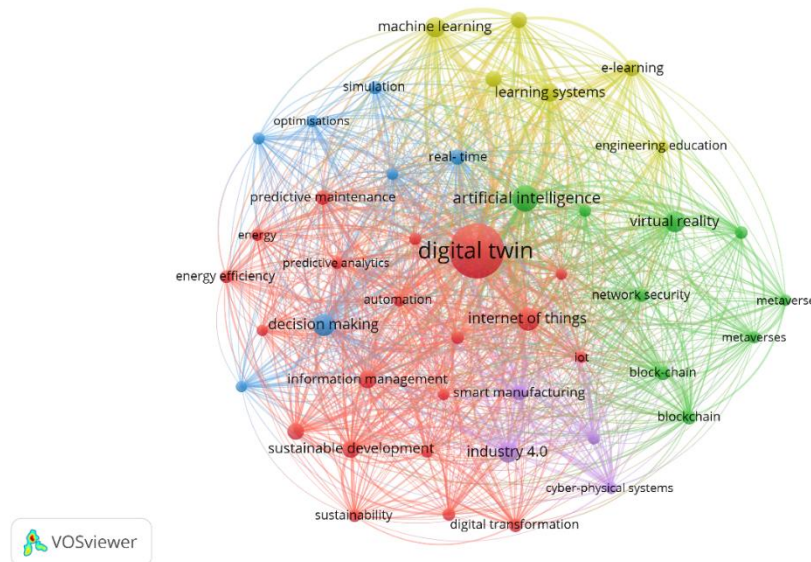 machine learning
e-learning
simulation
learning systems
optimisations
engineering education
real- time
predictive maintenance
artificial intelligence
virtual reality
energy
digital twin
predictive analytics
energy efficiency
network security
automation
metaverse
internet of things
decision making
metaverses
iot
block-chain
information management
smart manufacturing
blockchain
sustainable development
industry 4.0
cyber-physical systems
sustainability
digital transformation
VOSviewer